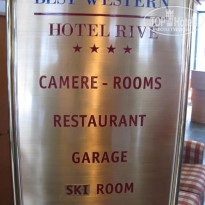 BEST WESTERN
HOTEL RIVE
★★★★
CAMERE - ROOMS
RESTAURANT
GARAGE
SKI ROOM